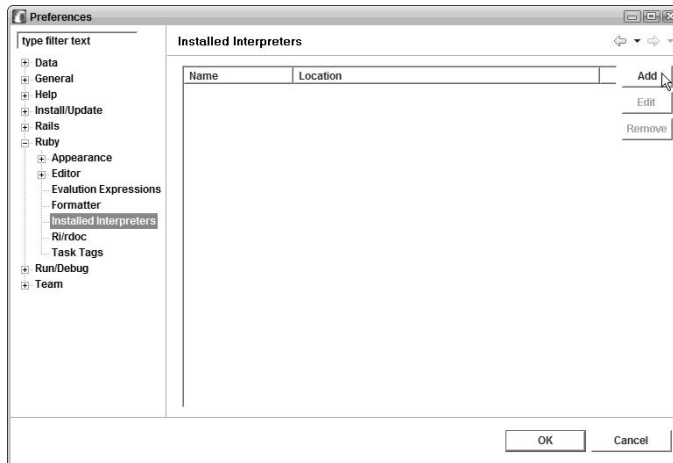 Preferences
type filter text
Installed Interpreters
Data
General
Help
Install/Update
Rails
Ruby
Appearance
Editor
Evalution Expressions
Formatter
Installed Interpreters
Ri/rdoc
Task Tags
Run/Debug
Team
Name Location
Add
Edit
Remove
OK Cancel